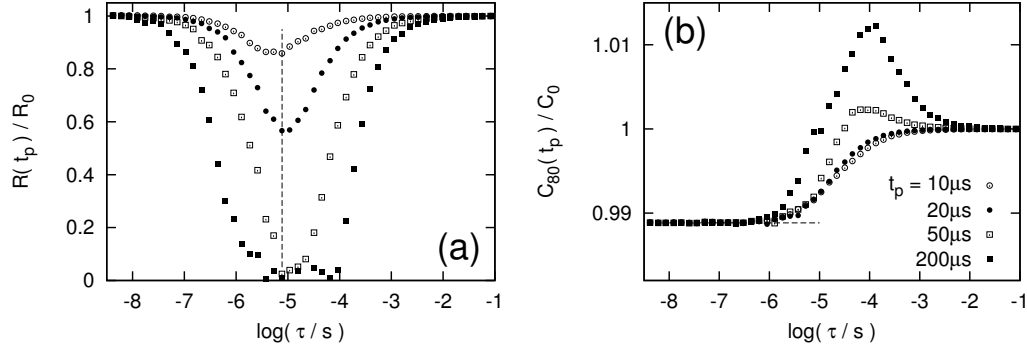 R( t_p ) / R_0
1
0.8
0.6
0.4
0.2
0
(a)
-8 -7 -6 -5 -4 -3 -2 -1
log( τ / s )
C_80( t_p ) / C_0
1.01
1
0.99
(b)
t_p = 10μs
20μs
50μs
200μs
-8 -7 -6 -5 -4 -3 -2 -1
log( τ / s )